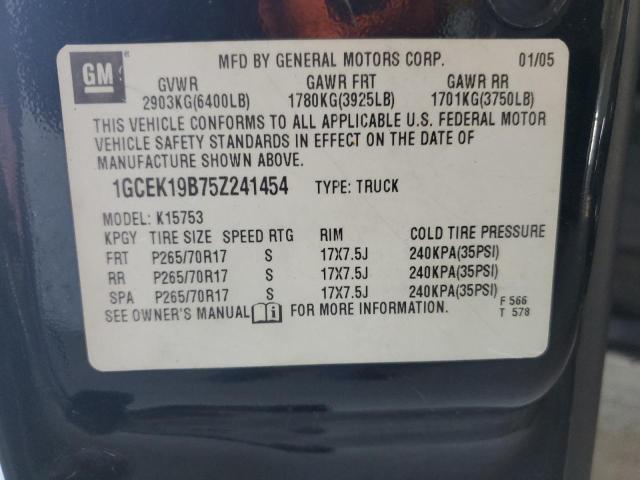 GM MFD BY GENERAL MOTORS CORP. 01/05
GVWR GAWR FRT GAWR RR
2903KG(6400LB) 1780KG(3925LB) 1701KG(3750LB)
THIS VEHICLE CONFORMS TO ALL APPLICABLE U.S. FEDERAL MOTOR
VEHICLE SAFETY STANDARDS IN EFFECT ON THE DATE OF
MANUFACTURE SHOWN ABOVE.
1GCEK19B75Z241454 TYPE: TRUCK
MODEL: K15753
KPGY TIRE SIZE SPEED RTG RIM COLD TIRE PRESSURE
FRT P265/70R17 S 17X7.5J 240KPA(35PSI)
RR P265/70R17 S 17X7.5J 240KPA(35PSI)
SPA P265/70R17 S 17X7.5J 240KPA(35PSI)
SEE OWNER'S MANUAL FOR MORE INFORMATION. F 566
T 578